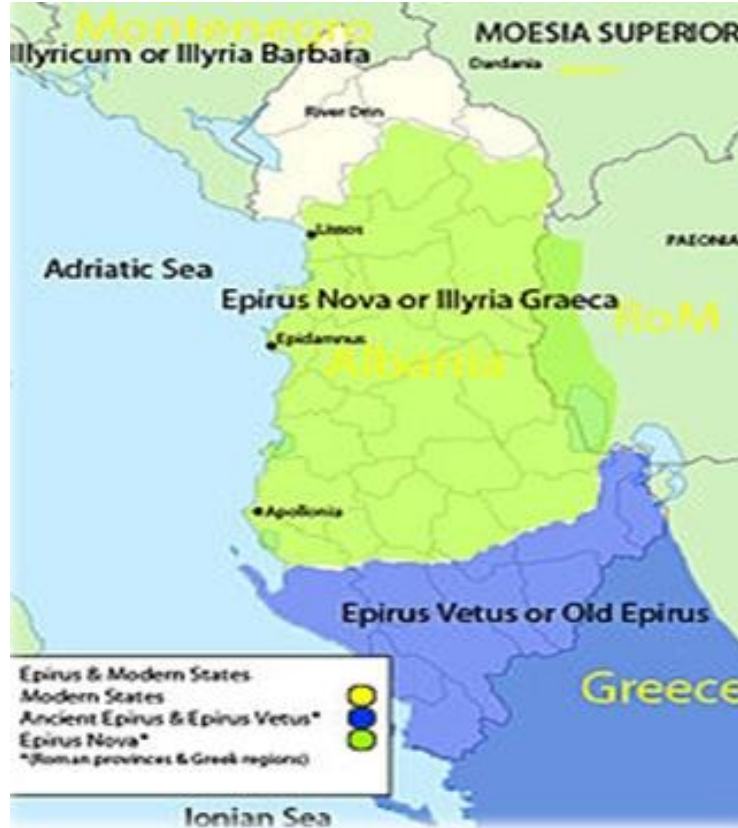 Montenegro
MOESIA SUPERIOR
Illyricum or Illyria Barbara
Dardania
River Drin
Lissos
PAEONIA
Adriatic Sea
Epirus Nova or Illyria Graeca
RoM
Epidamnus
Albania
Apollonia
Epirus Vetus or Old Epirus
Epirus & Modern States
Modern States
Greece
Ancient Epirus & Epirus Vetus*
Epirus Nova*
*(Roman provinces & Greek regions)
Ionian Sea